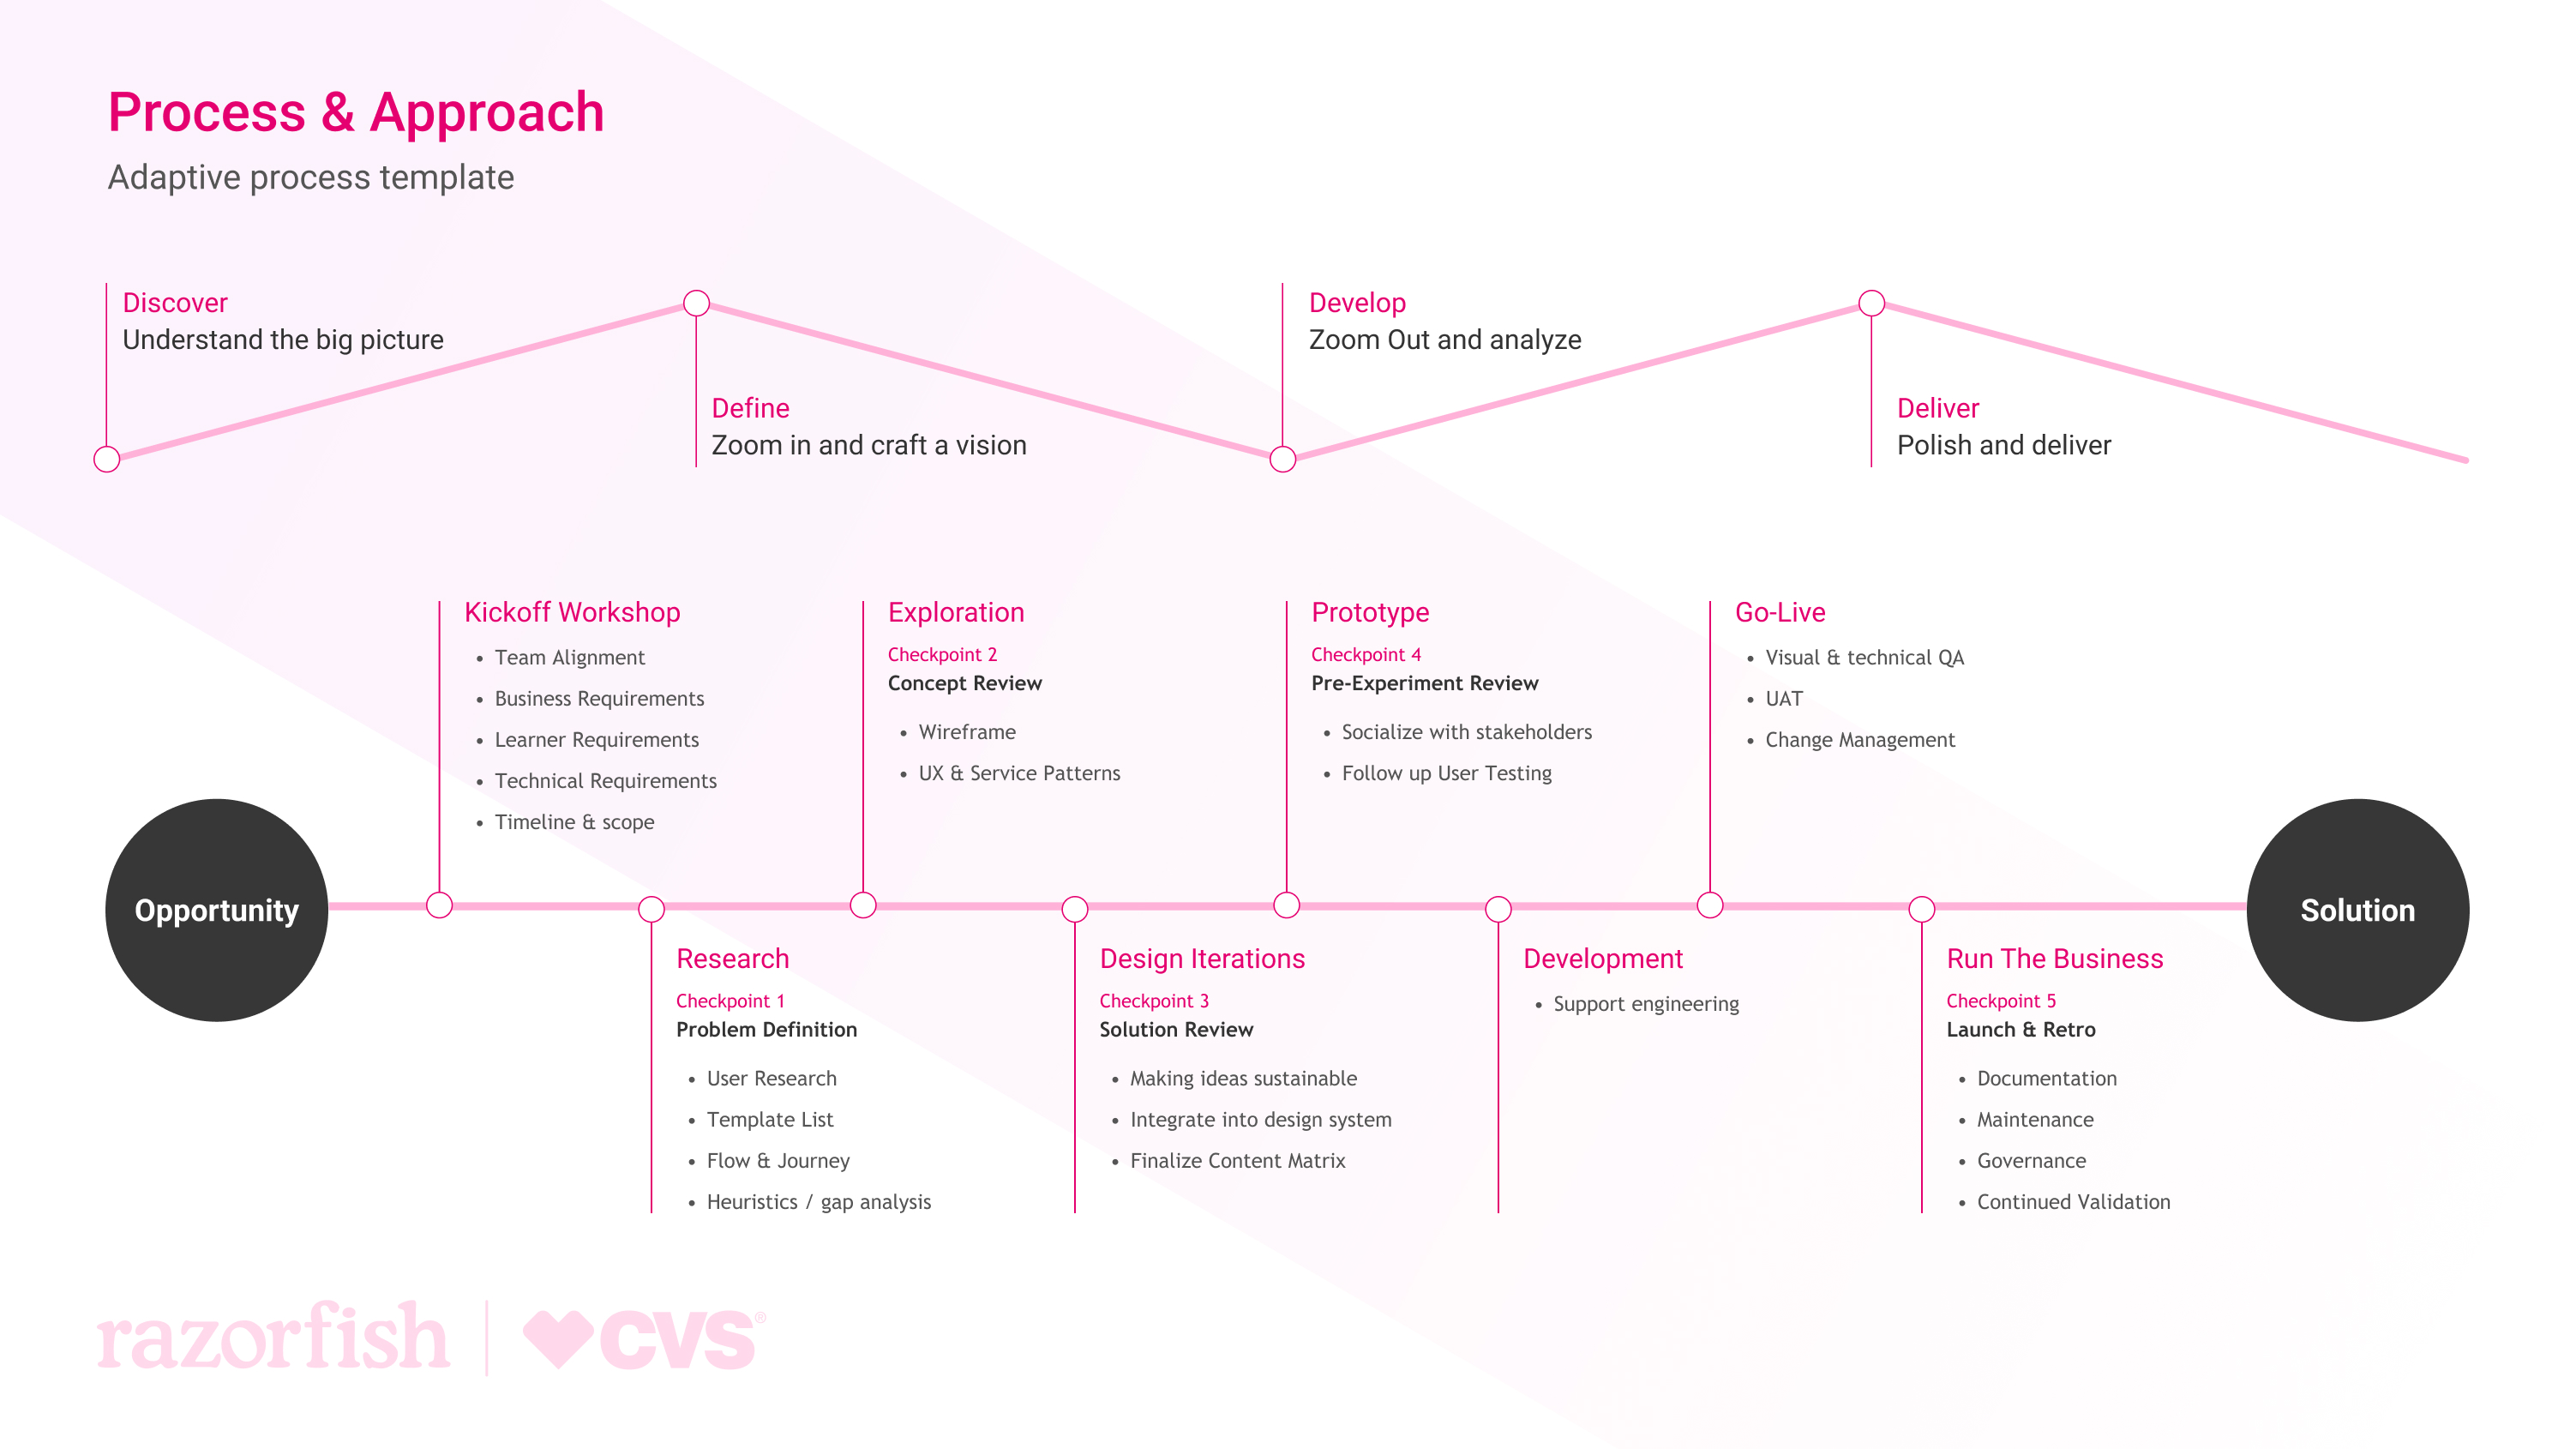 Process & Approach
Adaptive process template
Discover
Understand the big picture
Define
Zoom in and craft a vision
Develop
Zoom Out and analyze
Deliver
Polish and deliver
Opportunity
Kickoff Workshop
• Team Alignment
• Business Requirements
• Learner Requirements
• Technical Requirements
• Timeline & scope
Research
Checkpoint 1
Problem Definition
• User Research
• Template List
• Flow & Journey
• Heuristics / gap analysis
Exploration
Checkpoint 2
Concept Review
• Wireframe
• UX & Service Patterns
Design Iterations
Checkpoint 3
Solution Review
• Making ideas sustainable
• Integrate into design system
• Finalize Content Matrix
Prototype
Checkpoint 4
Pre-Experiment Review
• Socialize with stakeholders
• Follow up User Testing
Development
• Support engineering
Go-Live
• Visual & technical QA
• UAT
• Change Management
Run The Business
Checkpoint 5
Launch & Retro
• Documentation
• Maintenance
• Governance
• Continued Validation
Solution
razorfish
CVS®